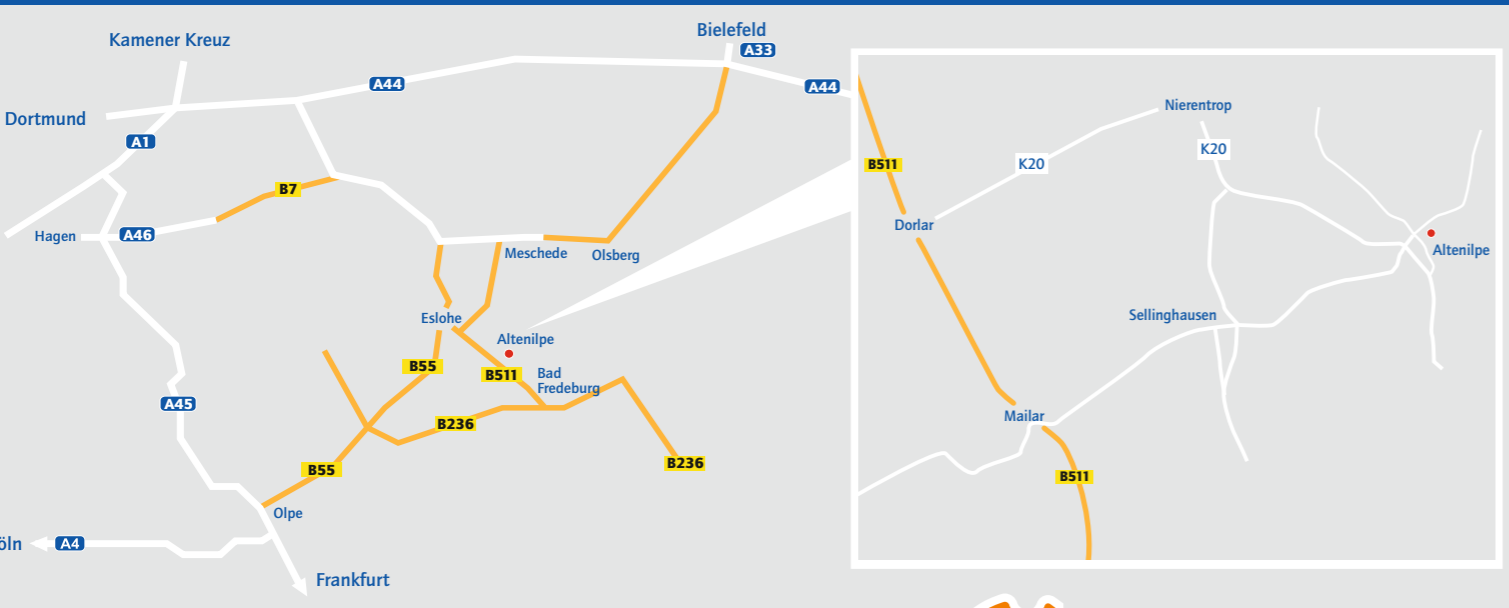 Kamener Kreuz
Bielefeld
A33
A44
A44
Dortmund
A1
B7
Hagen
A46
Meschede
Olsberg
Eslohe
Altenilpe
B55
B511
Bad
Fredeburg
A45
B236
B55
B236
Olpe
öln
A4
Frankfurt
Nierentrop
K20
K20
B511
Dorlar
Altenilpe
Sellinghausen
Mailar
B511